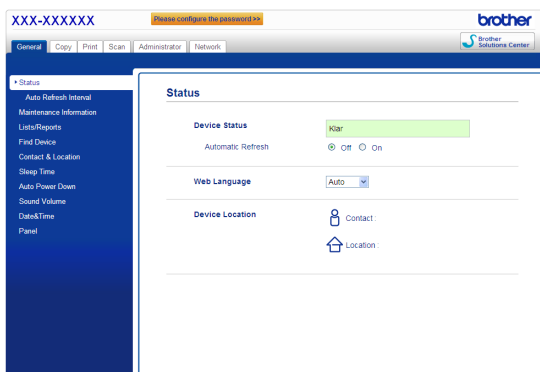 XXX-XXXXXX
Please configure the password >>
brother
General Copy Print Scan Administrator Network
Brother Solutions Center
Status
Auto Refresh Interval
Maintenance Information
Lists/Reports
Find Device
Contact & Location
Sleep Time
Auto Power Down
Sound Volume
Date&Time
Panel
Status
Device Status Klar
Automatic Refresh Off On
Web Language Auto
Device Location Contact :
Location :